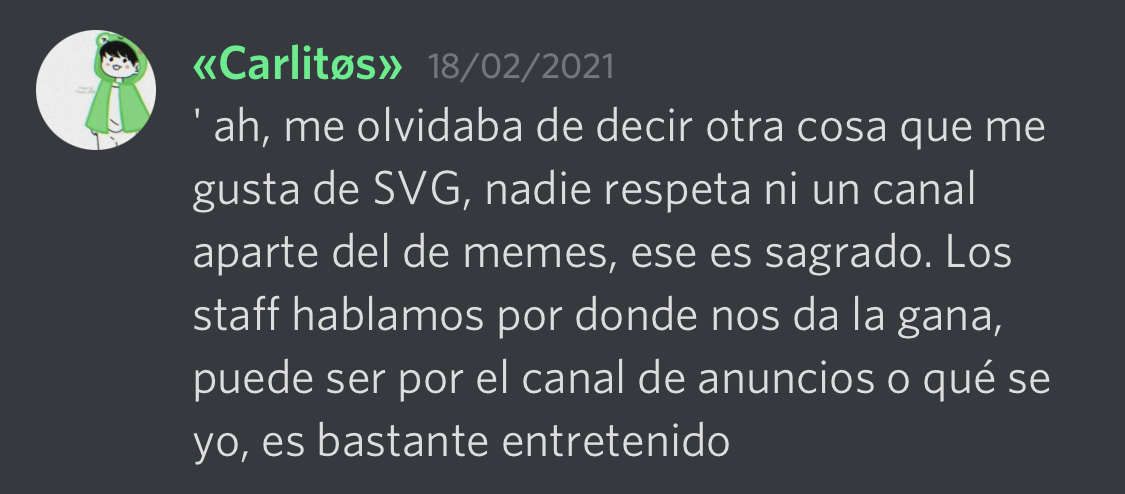 «Carlitøs» 18/02/2021
' ah, me olvidaba de decir otra cosa que me
gusta de SVG, nadie respeta ni un canal
aparte del de memes, ese es sagrado. Los
staff hablamos por donde nos da la gana,
puede ser por el canal de anuncios o qué se
yo, es bastante entretenido